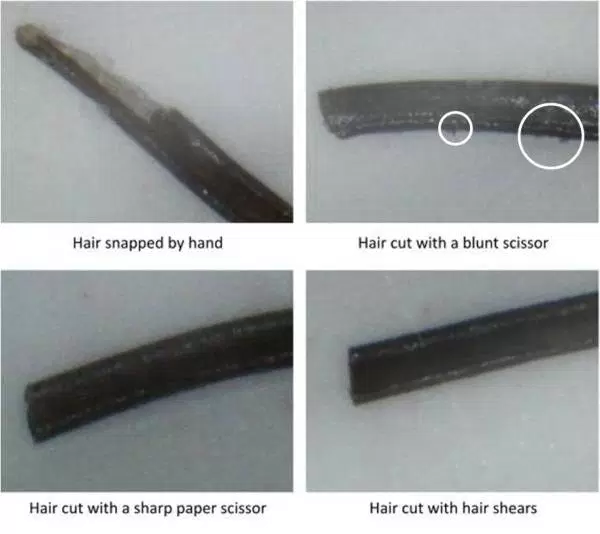 Hair snapped by hand
Hair cut with a blunt scissor
Hair cut with a sharp paper scissor
Hair cut with hair shears